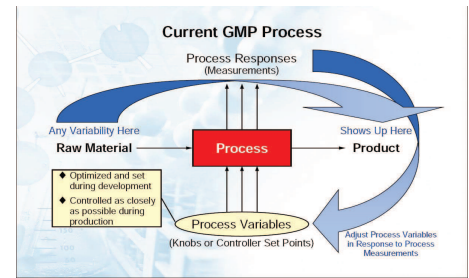 Current GMP Process
Process Responses
(Measurements)
Any Variability Here
Shows Up Here
Raw Material
Process
Product
◆ Optimized and set
during development
◆ Controlled as closely
as possible during
production
Process Variables
(Knobs or Controller Set Points)
Adjust Process Variables
in Response to Process
Measurements